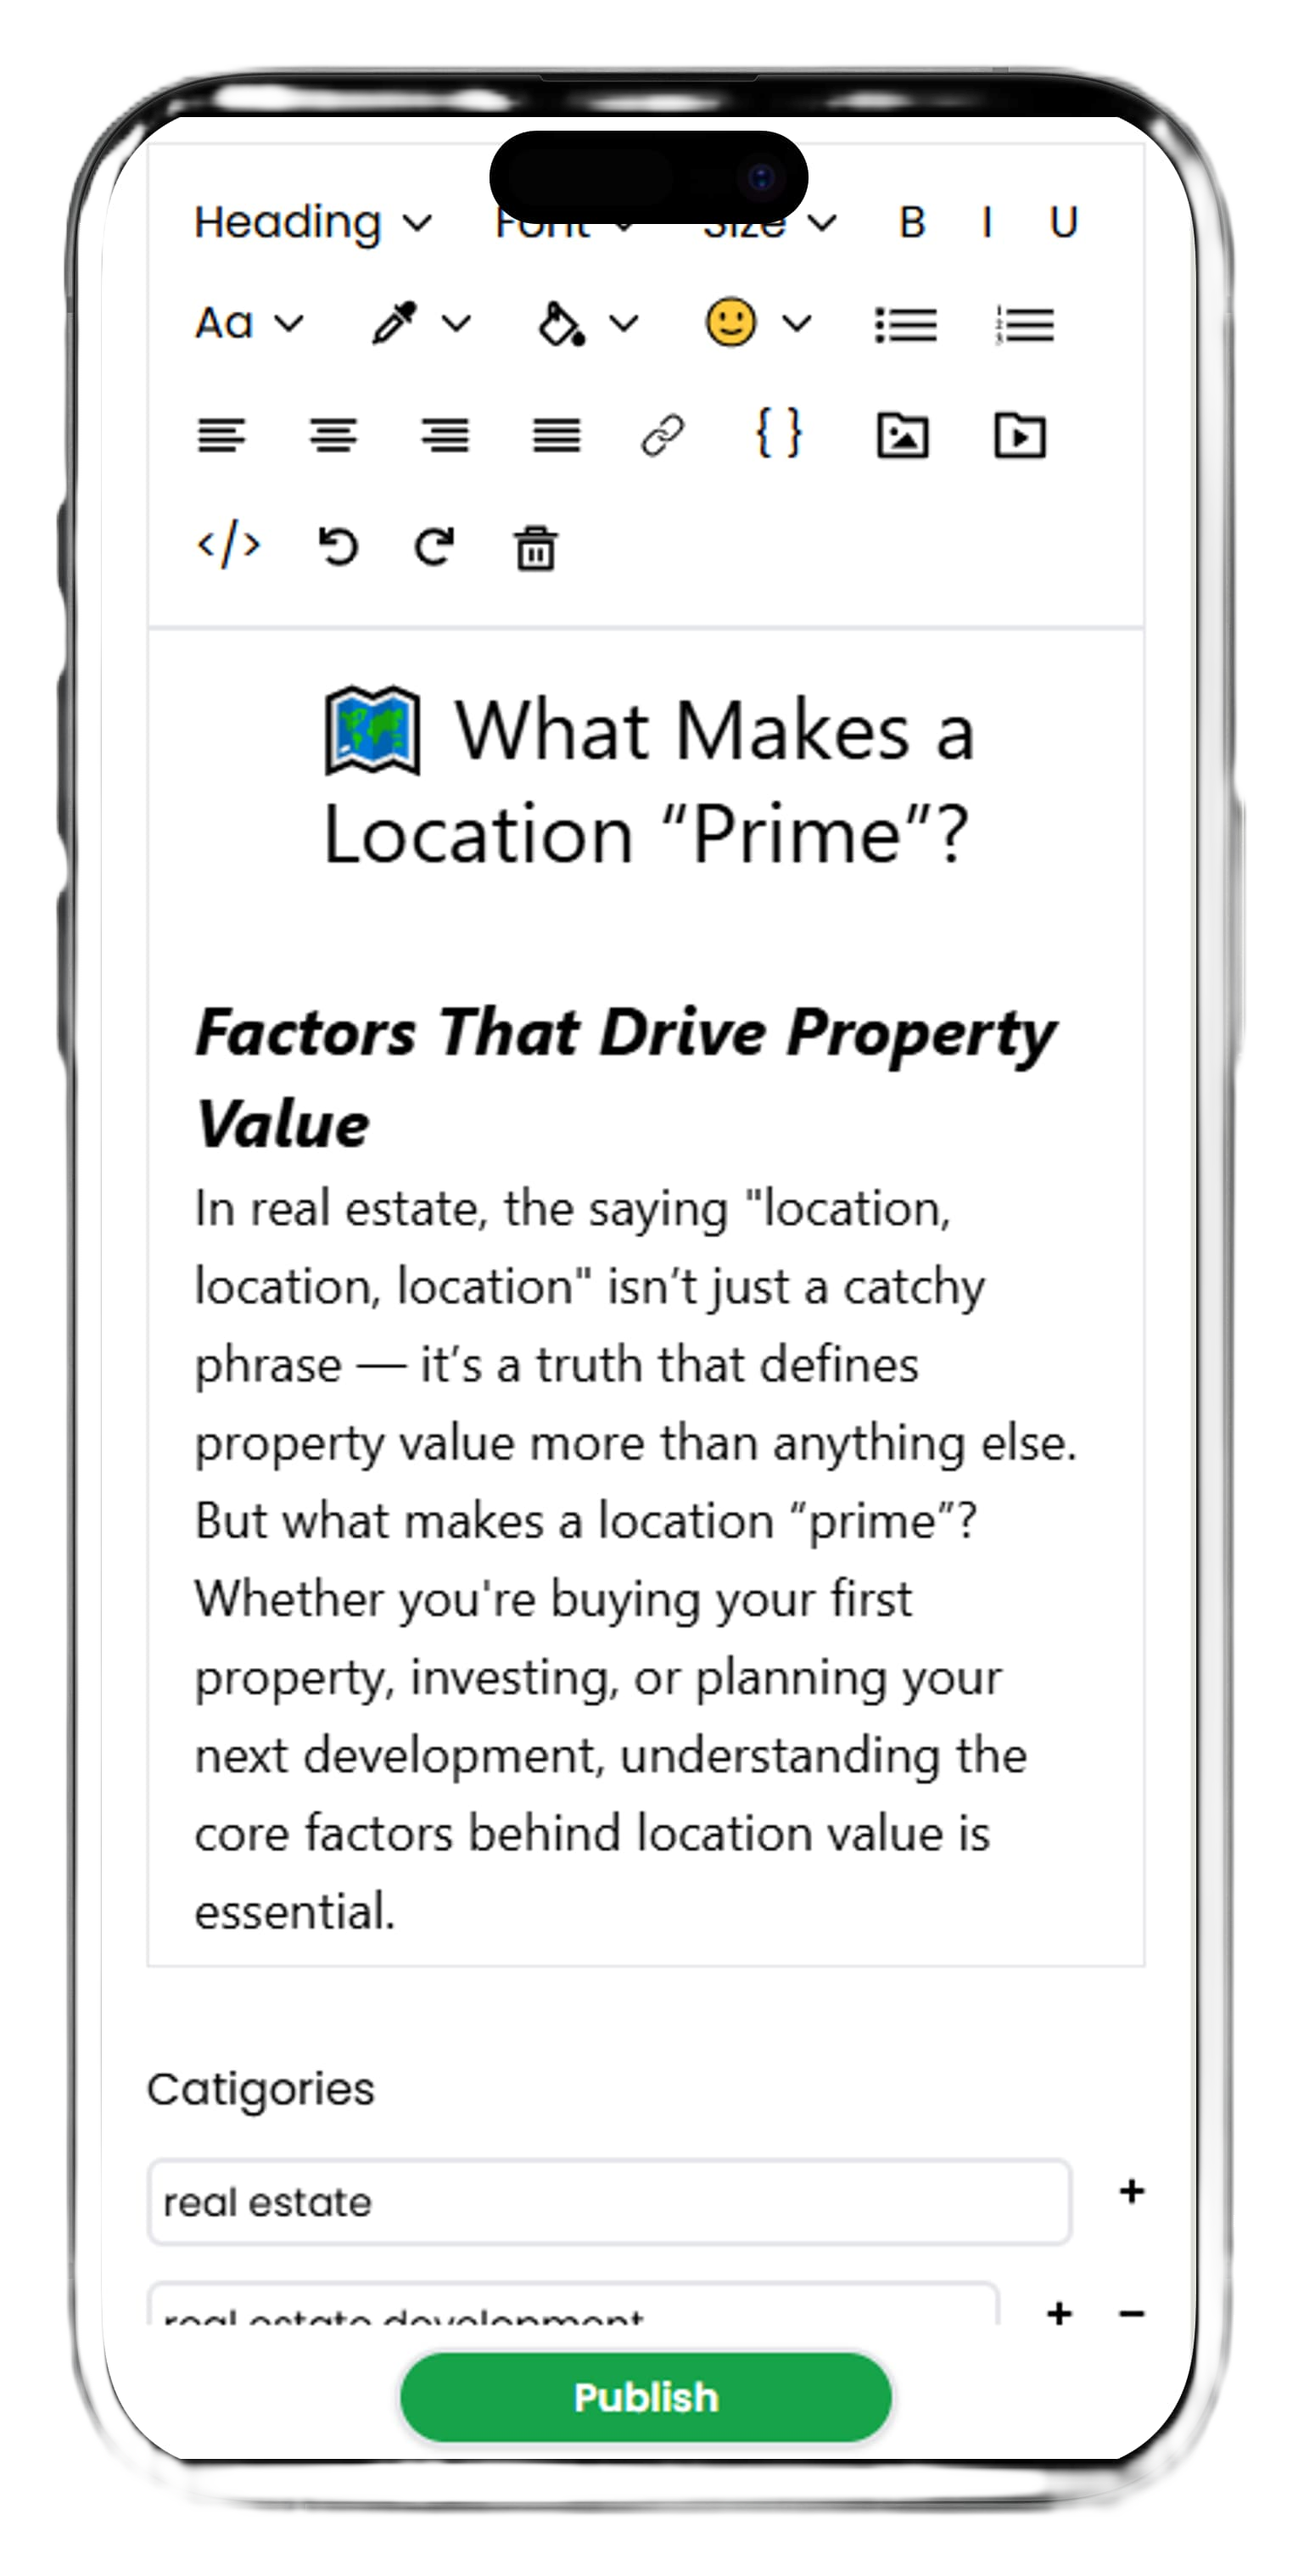 Heading Font Size B I U
Aa
{ }
</>
What Makes a
Location “Prime”?
Factors That Drive Property
Value
In real estate, the saying "location,
location, location" isn’t just a catchy
phrase — it’s a truth that defines
property value more than anything else.
But what makes a location “prime”?
Whether you're buying your first
property, investing, or planning your
next development, understanding the
core factors behind location value is
essential.
Catigories
real estate +
real estate development + −
Publish